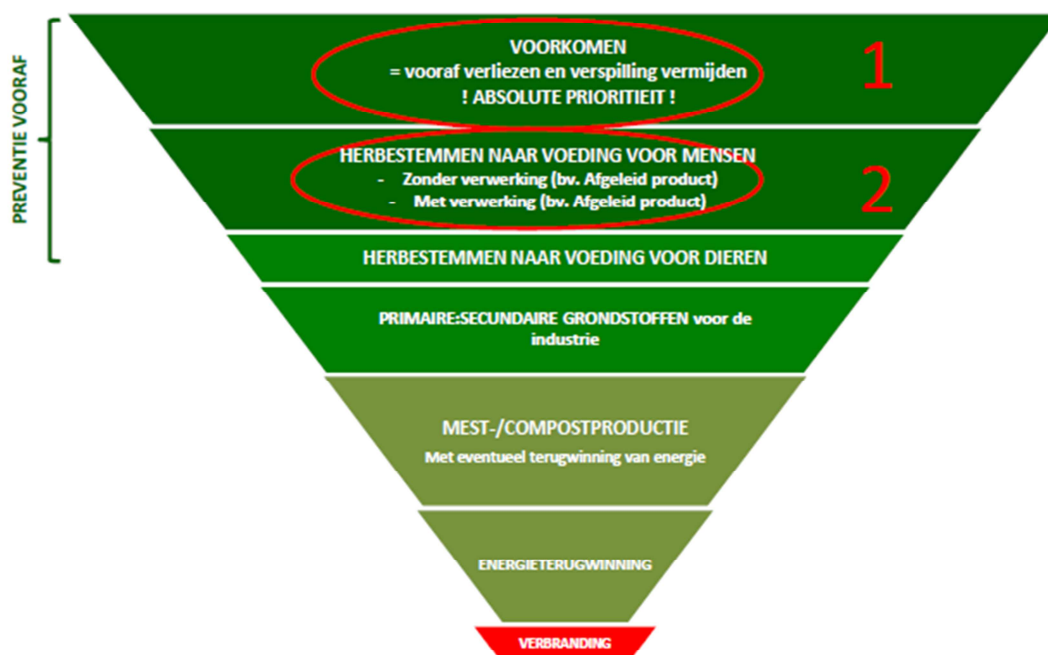 PREVENTIE VOORAF
VOORKOMEN
= vooraf verliezen en verspilling vermijden
! ABSOLUTE PRIORITIEIT !
1
HERBESTEMMEN NAAR VOEDING VOOR MENSEN
- Zonder verwerking (bv. Afgeleid product)
- Met verwerking (bv. Afgeleid product)
2
HERBESTEMMEN NAAR VOEDING VOOR DIEREN
PRIMAIRE:SECUNDAIRE GRONDSTOFFEN voor de
industrie
MEST-/COMPOSTPRODUCTIE
Met eventueel terugwinning van energie
ENERGIETERUGWINNING
VERBRANDING